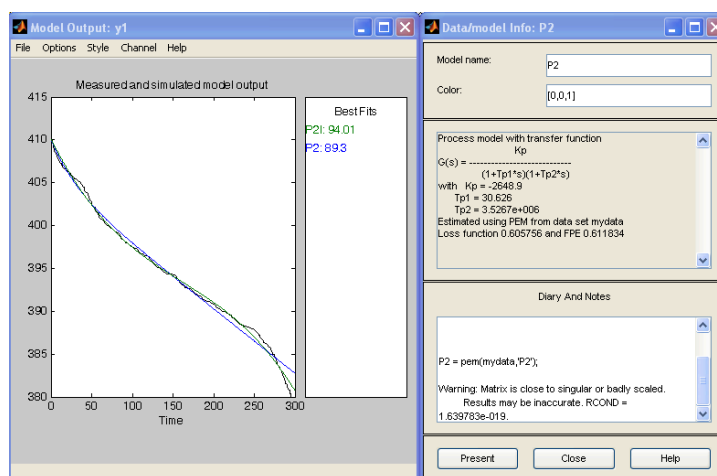 Model Output: y1
File Options Style Channel Help
Measured and simulated model output
415
410
405
400
395
390
385
380
0 50 100 150 200 250 300
Time
Best Fits
P2I: 94.01
P2: 89.3
Data/model Info: P2
Model name:
P2
Color:
[0,0,1]
Process model with transfer function
Kp
G(s) = ----------------------------
(1+Tp1*s)(1+Tp2*s)
with Kp = -2648.9
Tp1 = 30.626
Tp2 = 3.5267e+006
Estimated using PEM from data set mydata
Loss function 0.605756 and FPE 0.611834
Diary And Notes
P2 = pem(mydata,'P2');
Warning: Matrix is close to singular or badly scaled.
Results may be inaccurate. RCOND =
1.639783e-019.
Present Close Help